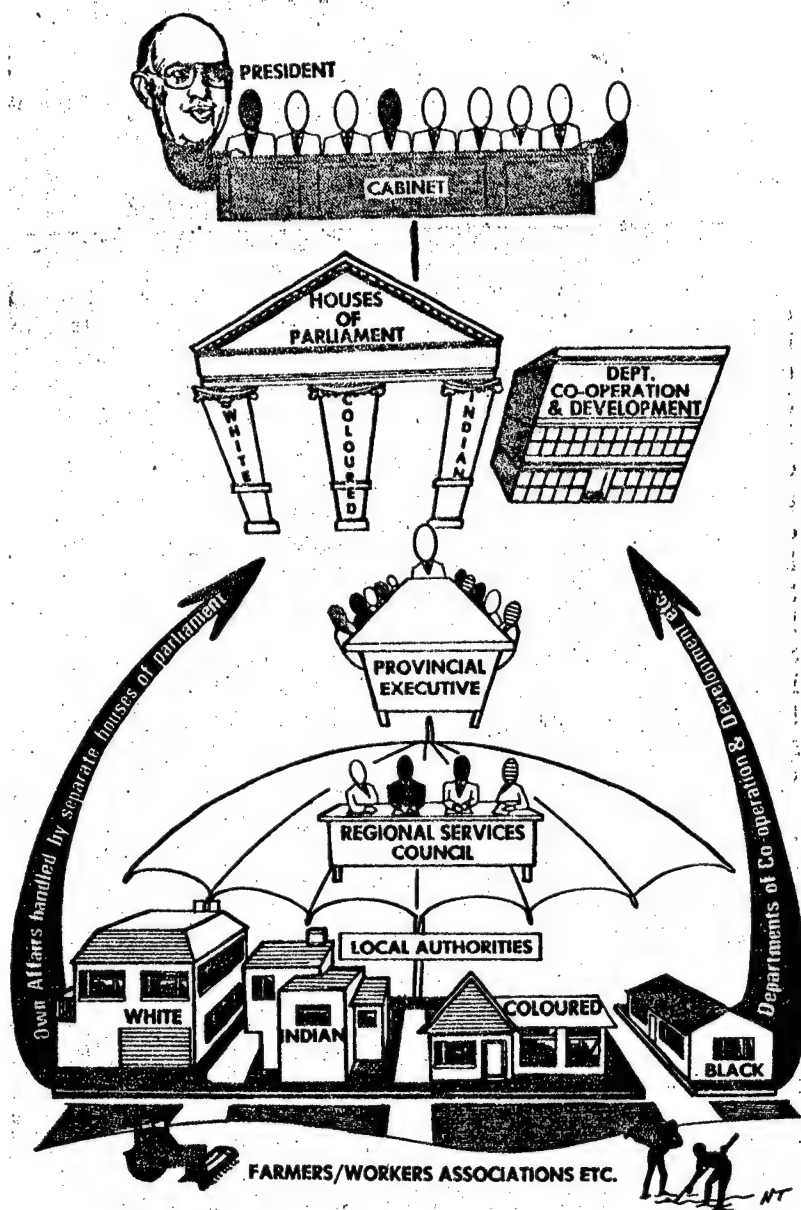 PRESIDENT
CABINET
HOUSES
OF
PARLIAMENT
WHITE
COLOURED
INDIAN
DEPT.
CO-OPERATION
& DEVELOPMENT
PROVINCIAL
EXECUTIVE
REGIONAL SERVICES
COUNCIL
Own Affairs handled by separate houses of parliament
Departments of Co-operation & Development etc.
LOCAL AUTHORITIES
WHITE
INDIAN
COLOURED
BLACK
FARMERS/WORKERS ASSOCIATIONS ETC.
NT